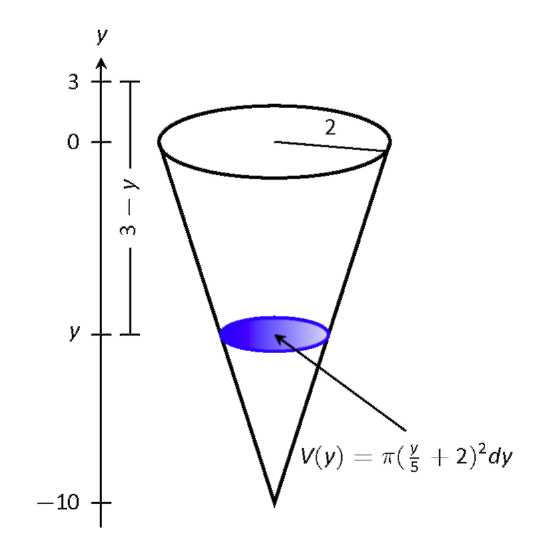 y
3
0
2
3 − y
y
V(y) = π(y/5 + 2)²dy
−10